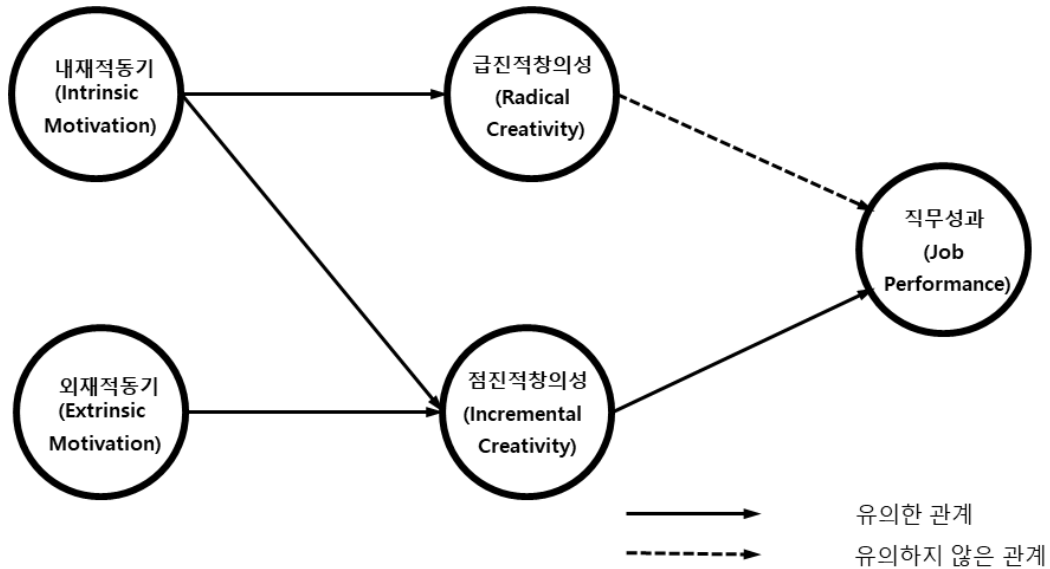 내재적동기
(Intrinsic
Motivation)
급진적창의성
(Radical
Creativity)
직무성과
(Job
Performance)
외재적동기
(Extrinsic
Motivation)
점진적창의성
(Incremental
Creativity)
유의한 관계
유의하지 않은 관계